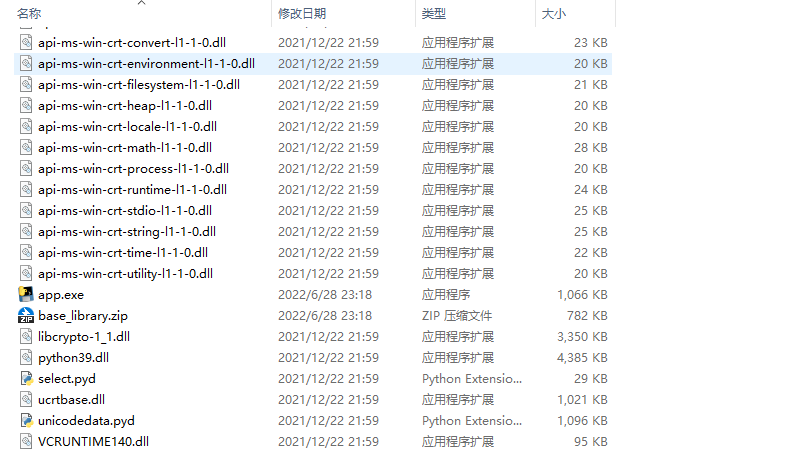 名称 修改日期 类型 大小
api-ms-win-crt-convert-l1-1-0.dll 2021/12/22 21:59 应用程序扩展 23 KB
api-ms-win-crt-environment-l1-1-0.dll 2021/12/22 21:59 应用程序扩展 20 KB
api-ms-win-crt-filesystem-l1-1-0.dll 2021/12/22 21:59 应用程序扩展 21 KB
api-ms-win-crt-heap-l1-1-0.dll 2021/12/22 21:59 应用程序扩展 20 KB
api-ms-win-crt-locale-l1-1-0.dll 2021/12/22 21:59 应用程序扩展 20 KB
api-ms-win-crt-math-l1-1-0.dll 2021/12/22 21:59 应用程序扩展 28 KB
api-ms-win-crt-process-l1-1-0.dll 2021/12/22 21:59 应用程序扩展 20 KB
api-ms-win-crt-runtime-l1-1-0.dll 2021/12/22 21:59 应用程序扩展 24 KB
api-ms-win-crt-stdio-l1-1-0.dll 2021/12/22 21:59 应用程序扩展 25 KB
api-ms-win-crt-string-l1-1-0.dll 2021/12/22 21:59 应用程序扩展 25 KB
api-ms-win-crt-time-l1-1-0.dll 2021/12/22 21:59 应用程序扩展 22 KB
api-ms-win-crt-utility-l1-1-0.dll 2021/12/22 21:59 应用程序扩展 20 KB
app.exe 2022/6/28 23:18 应用程序 1,066 KB
ZIP base_library.zip 2022/6/28 23:18 ZIP 压缩文件 782 KB
libcrypto-1_1.dll 2021/12/22 21:59 应用程序扩展 3,350 KB
python39.dll 2021/12/22 21:59 应用程序扩展 4,385 KB
select.pyd 2021/12/22 21:59 Python Extensio... 29 KB
ucrtbase.dll 2021/12/22 21:59 应用程序扩展 1,021 KB
unicodedata.pyd 2021/12/22 21:59 Python Extensio... 1,096 KB
VCRUNTIME140.dll 2021/12/22 21:59 应用程序扩展 95 KB